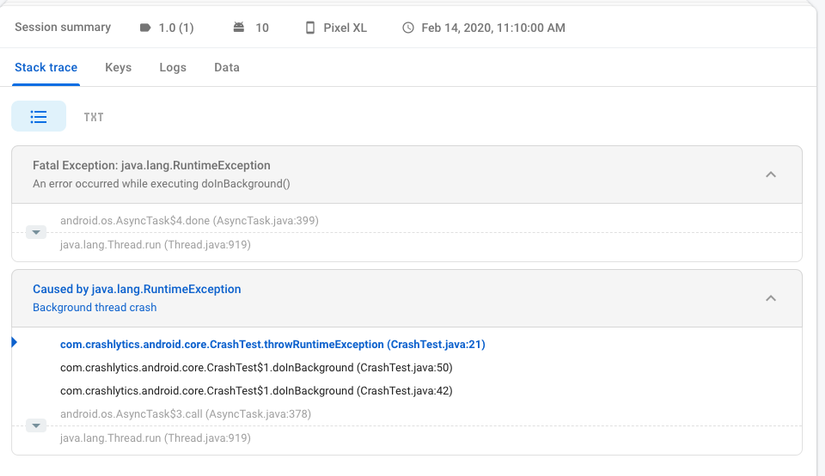 Session summary 1.0 (1) 10 Pixel XL Feb 14, 2020, 11:10:00 AM
Stack trace Keys Logs Data
TXT
Fatal Exception: java.lang.RuntimeException
An error occurred while executing doInBackground()
android.os.AsyncTask$4.done (AsyncTask.java:399)
java.lang.Thread.run (Thread.java:919)
Caused by java.lang.RuntimeException
Background thread crash
com.crashlytics.android.core.CrashTest.throwRuntimeException (CrashTest.java:21)
com.crashlytics.android.core.CrashTest$1.doInBackground (CrashTest.java:50)
com.crashlytics.android.core.CrashTest$1.doInBackground (CrashTest.java:42)
android.os.AsyncTask$3.call (AsyncTask.java:378)
java.lang.Thread.run (Thread.java:919)